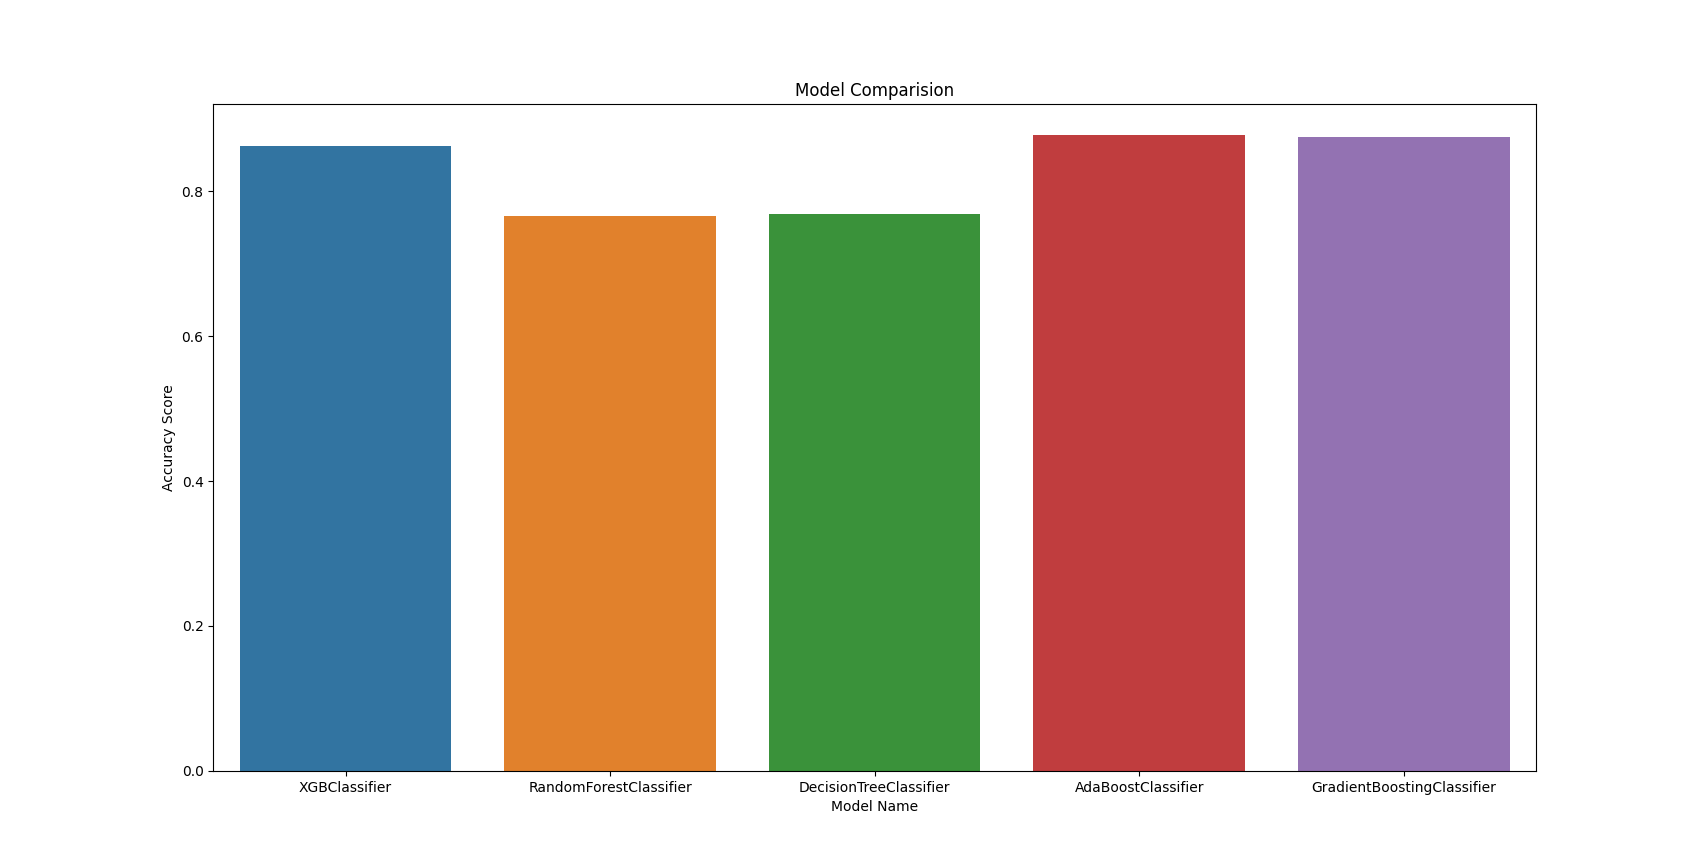 Model Comparision
0.8
0.6
0.4
0.2
0.0
Accuracy Score
XGBClassifier
RandomForestClassifier
DecisionTreeClassifier
AdaBoostClassifier
GradientBoostingClassifier
Model Name